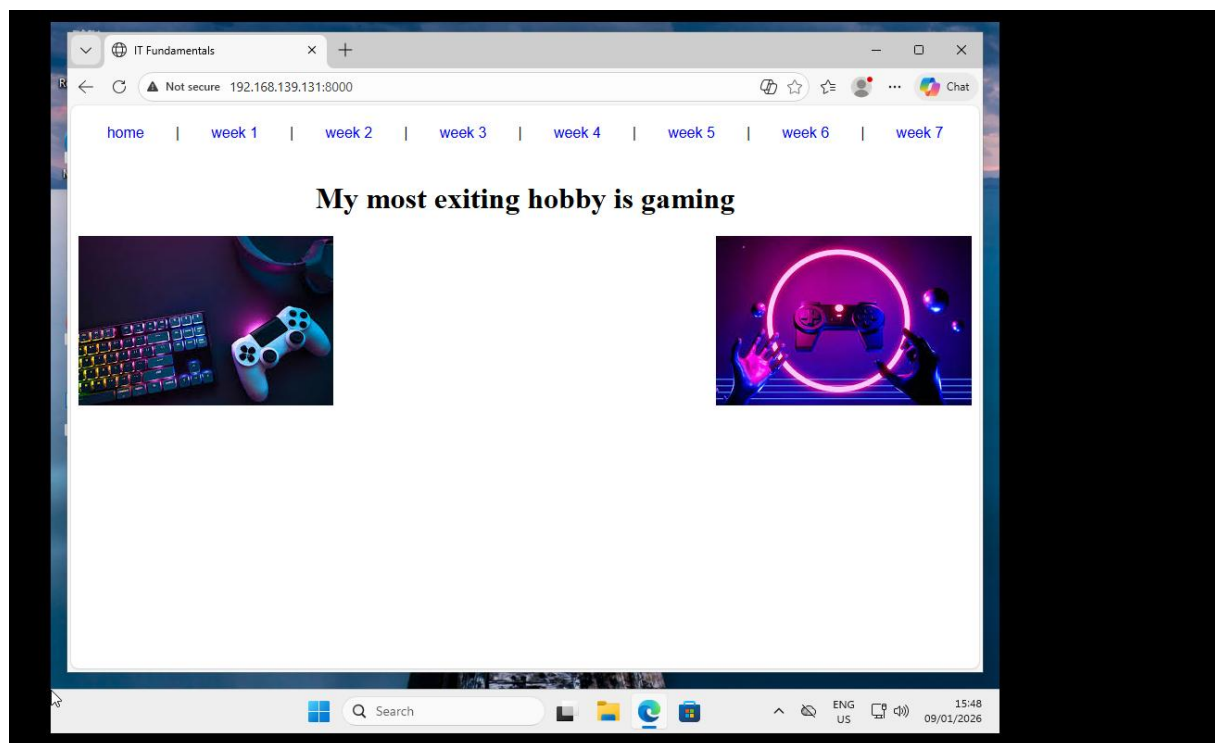 IT Fundamentals
Not secure 192.168.139.131:8000
Chat
home | week 1 | week 2 | week 3 | week 4 | week 5 | week 6 | week 7
My most exiting hobby is gaming
Search
ENG
US
15:48
09/01/2026